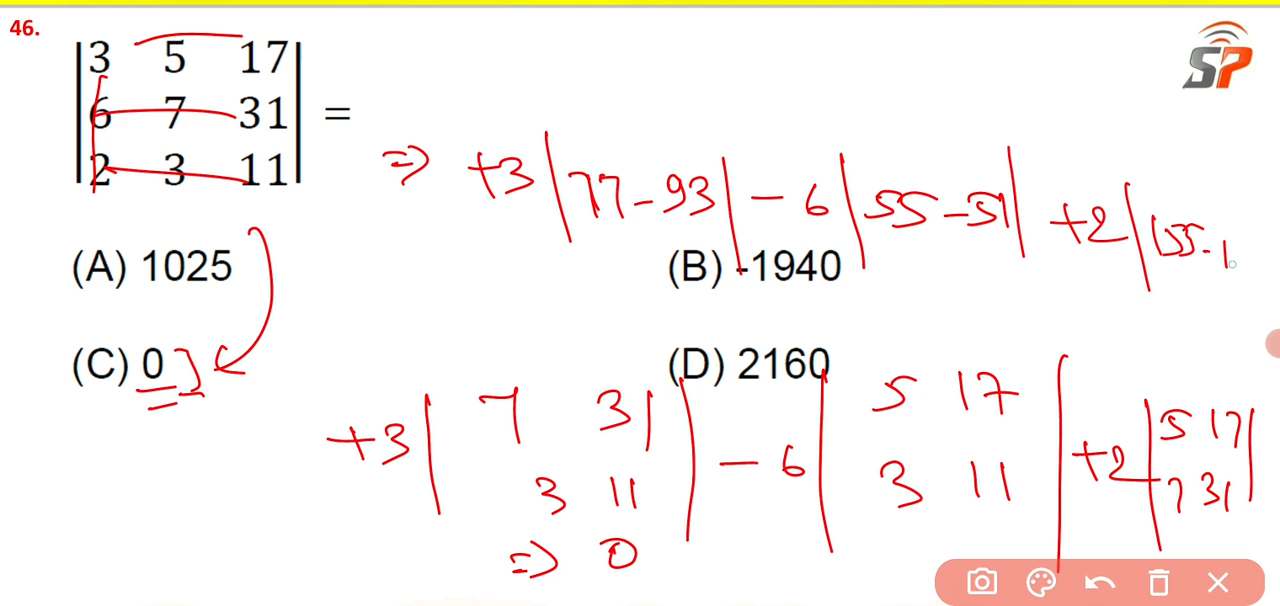 46.
SP
3 5 17
6 7 31 =
2 3 11
⇒ +3 |77-93| - 6 |55-51| +2 |155-1
(A) 1025 (B) -1940
(C) 0 (D) 2160
+3 | 7 31 | - 6 | 5 17 | +2 | 5 17 |
3 11 3 11 7 31
⇒ 0